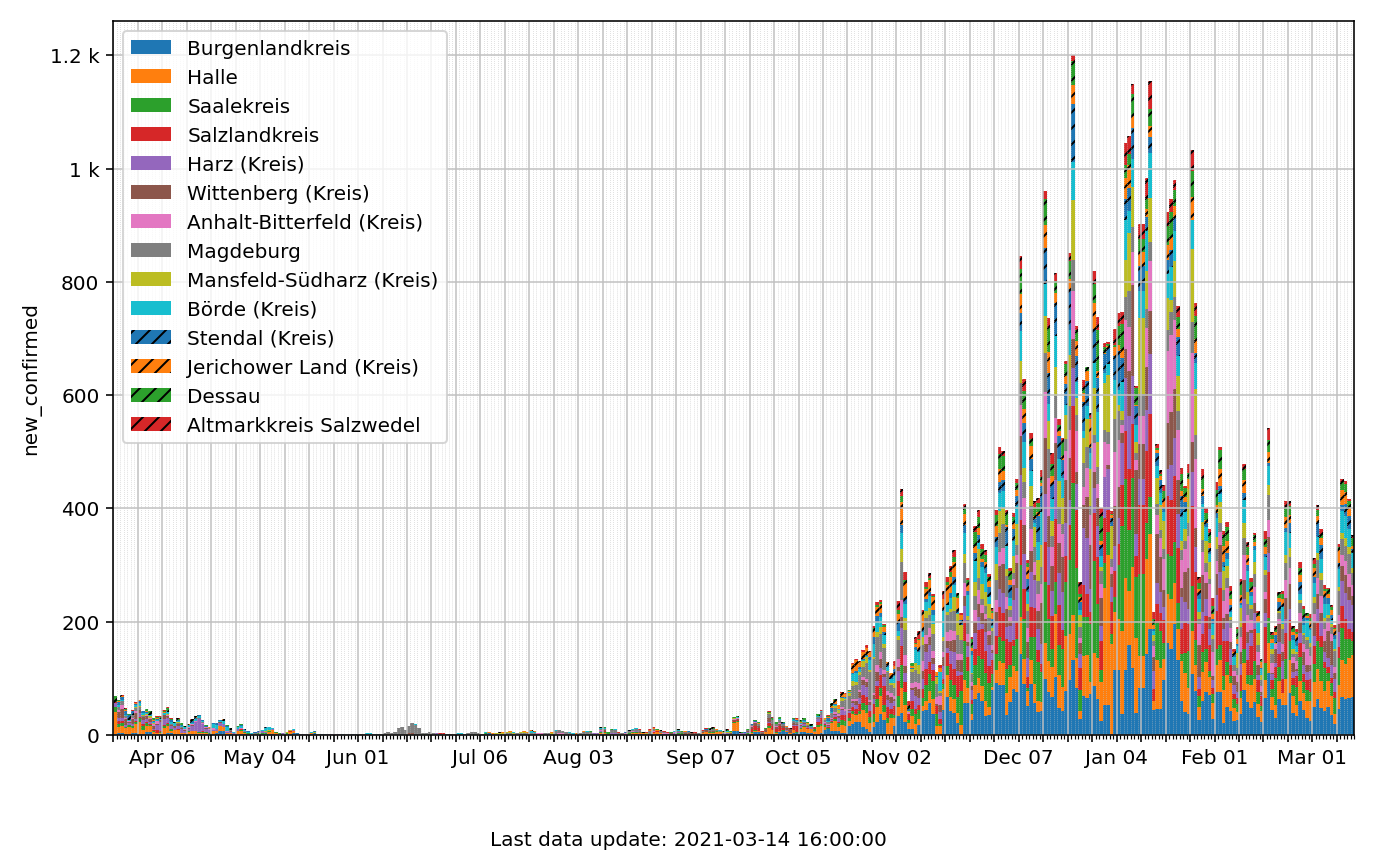 1.2 k
1 k
800
600
400
200
0
new_confirmed
Burgenlandkreis
Halle
Saalekreis
Salzlandkreis
Harz (Kreis)
Wittenberg (Kreis)
Anhalt-Bitterfeld (Kreis)
Magdeburg
Mansfeld-Südharz (Kreis)
Börde (Kreis)
Stendal (Kreis)
Jerichower Land (Kreis)
Dessau
Altmarkkreis Salzwedel
Apr 06 May 04 Jun 01 Jul 06 Aug 03 Sep 07 Oct 05 Nov 02 Dec 07 Jan 04 Feb 01 Mar 01
Last data update: 2021-03-14 16:00:00